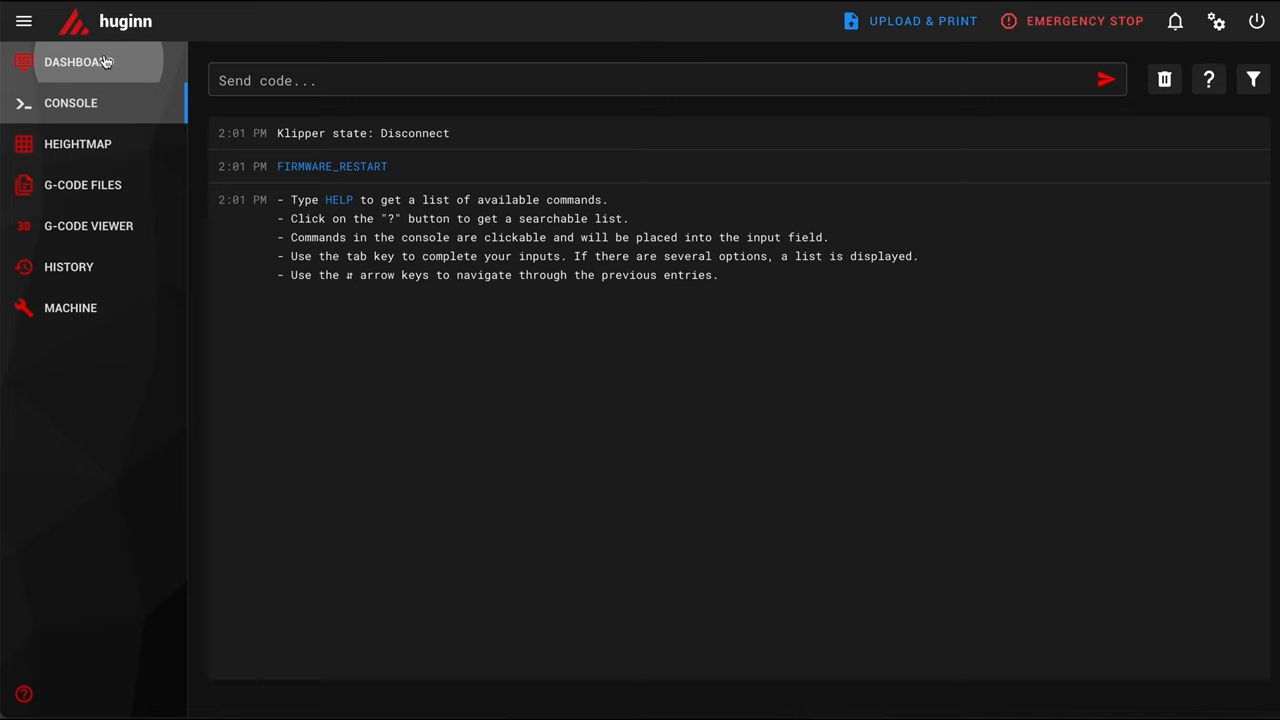 huginn
UPLOAD & PRINT
EMERGENCY STOP
DASHBOARD
CONSOLE
HEIGHTMAP
G-CODE FILES
3D G-CODE VIEWER
HISTORY
MACHINE
Send code...
?
2:01 PM Klipper state: Disconnect
2:01 PM FIRMWARE_RESTART
2:01 PM - Type HELP to get a list of available commands.
- Click on the "?" button to get a searchable list.
- Commands in the console are clickable and will be placed into the input field.
- Use the tab key to complete your inputs. If there are several options, a list is displayed.
- Use the ⇵ arrow keys to navigate through the previous entries.